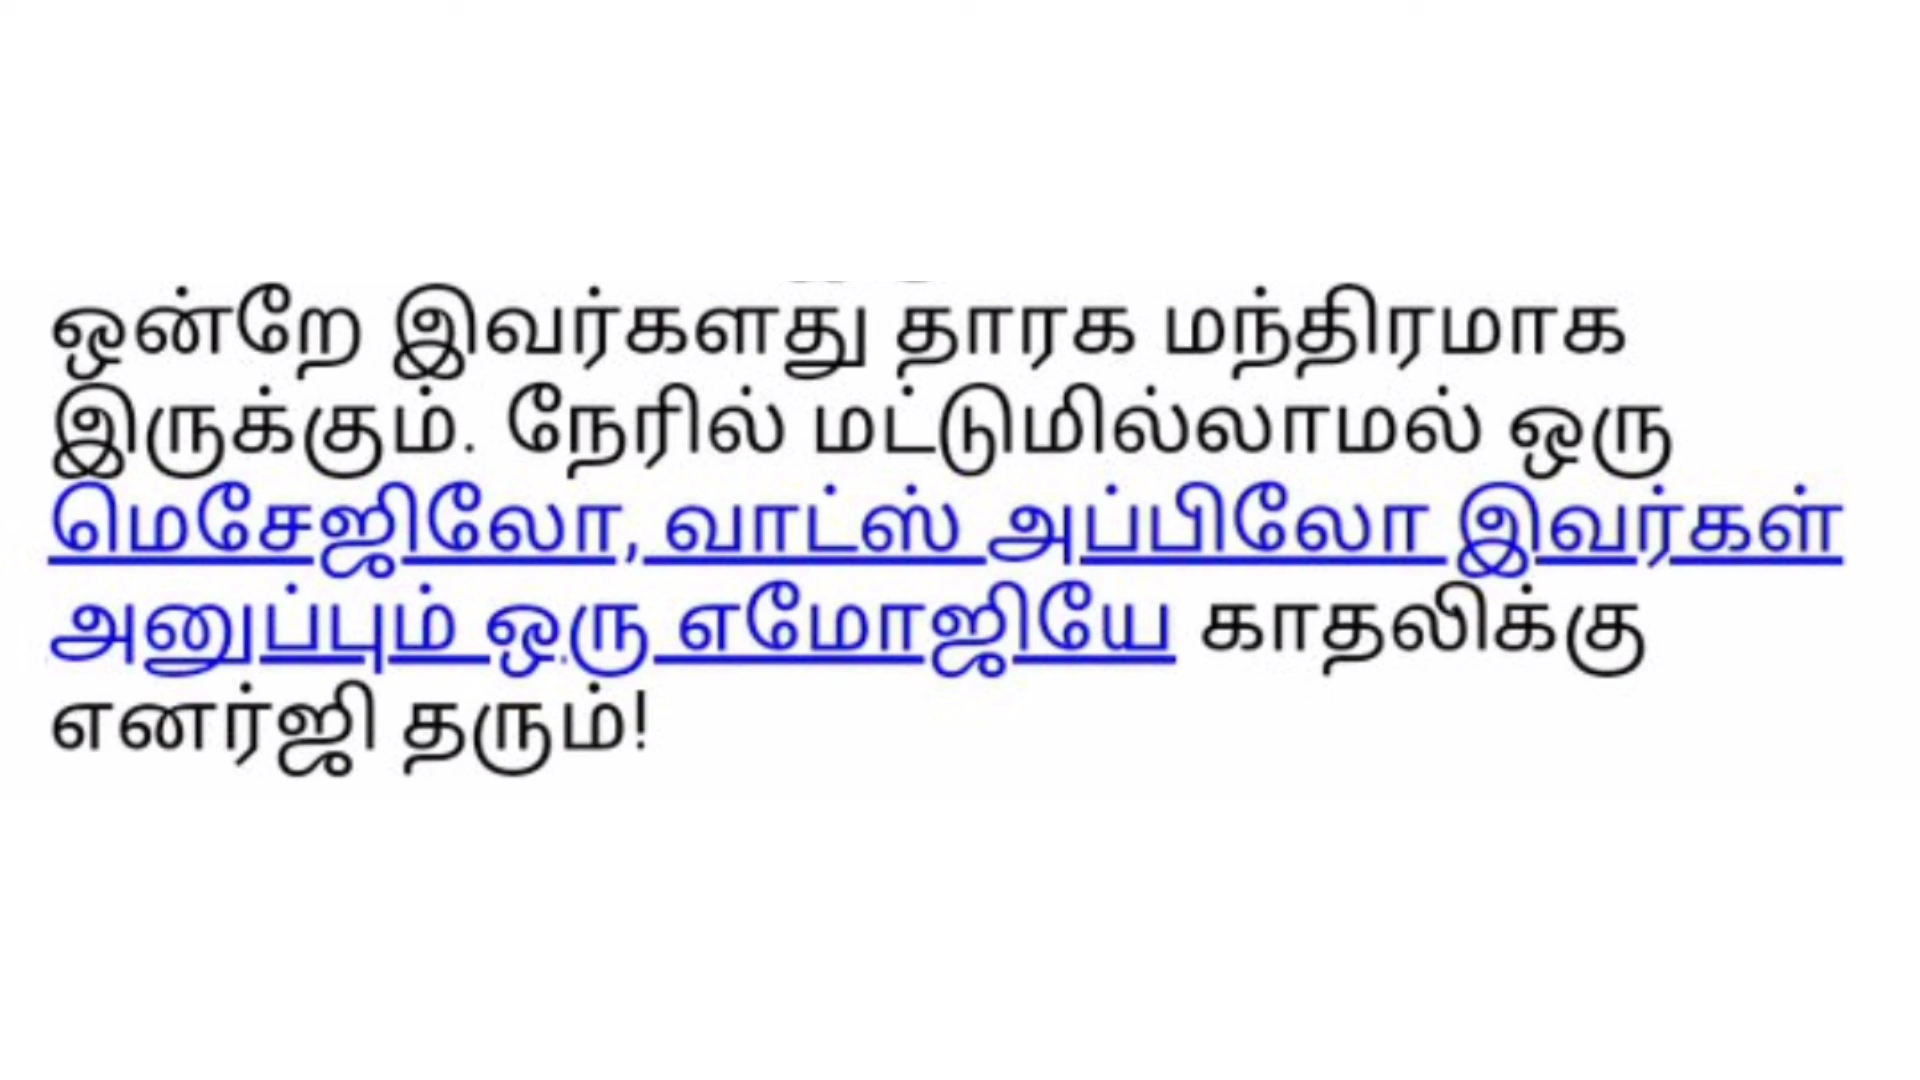 ஒன்றே இவர்களது தாரக மந்திரமாக
இருக்கும். நேரில் மட்டுமில்லாமல் ஒரு
மெசேஜிலோ, வாட்ஸ் அப்பிலோ இவர்கள்
அனுப்பும் ஒரு எமோஜியே காதலிக்கு
எனர்ஜி தரும்!